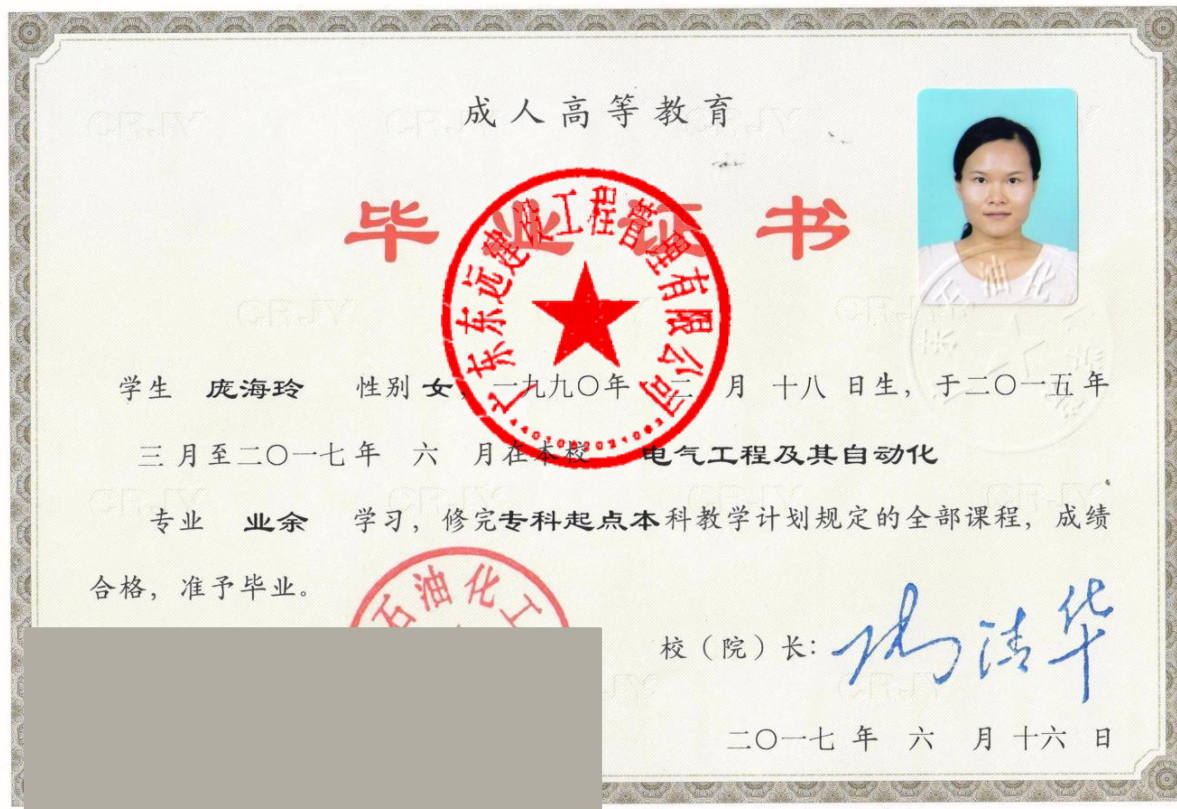 成人高等教育
毕业证书
广东东远建设工程管理有限公司
学生 庞海玲 性别 女, 一九九〇年 二 月 十八 日生, 于二〇一五年
三月至二〇一七年 六 月在本校 电气工程及其自动化
专业 业余 学习, 修完专科起点本科教学计划规定的全部课程, 成绩
合格, 准予毕业。
石油化工
校（院）长:
二〇一七年 六 月十六 日